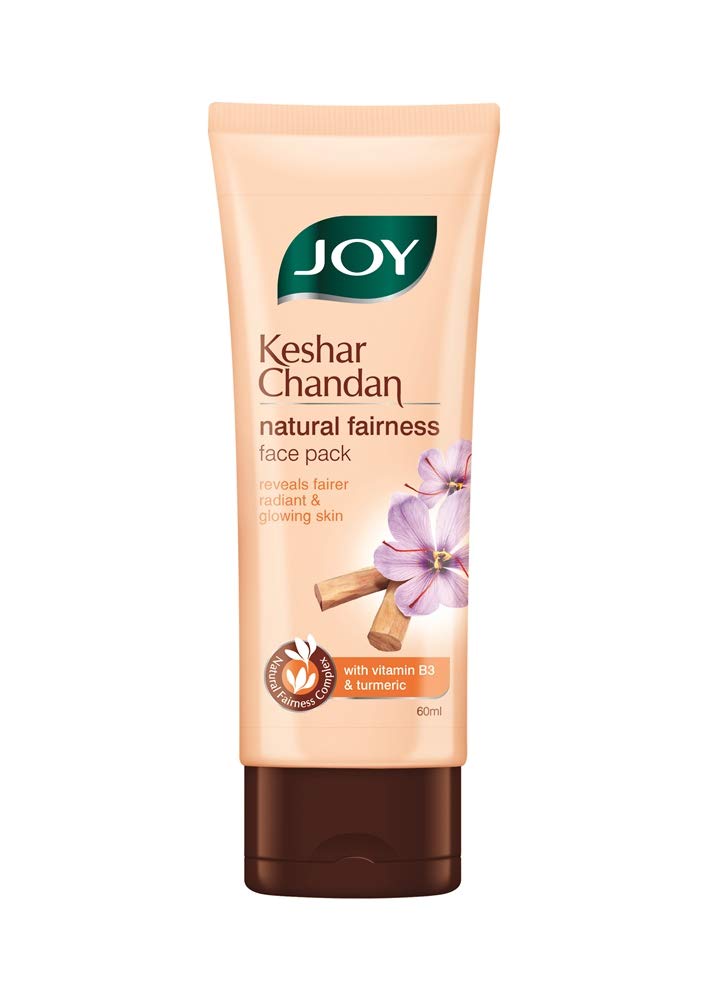 JOY
Keshar
Chandan
natural fairness
face pack
reveals fairer
radiant &
glowing skin
Natural Fairness Complex
with vitamin B3
& turmeric
60ml